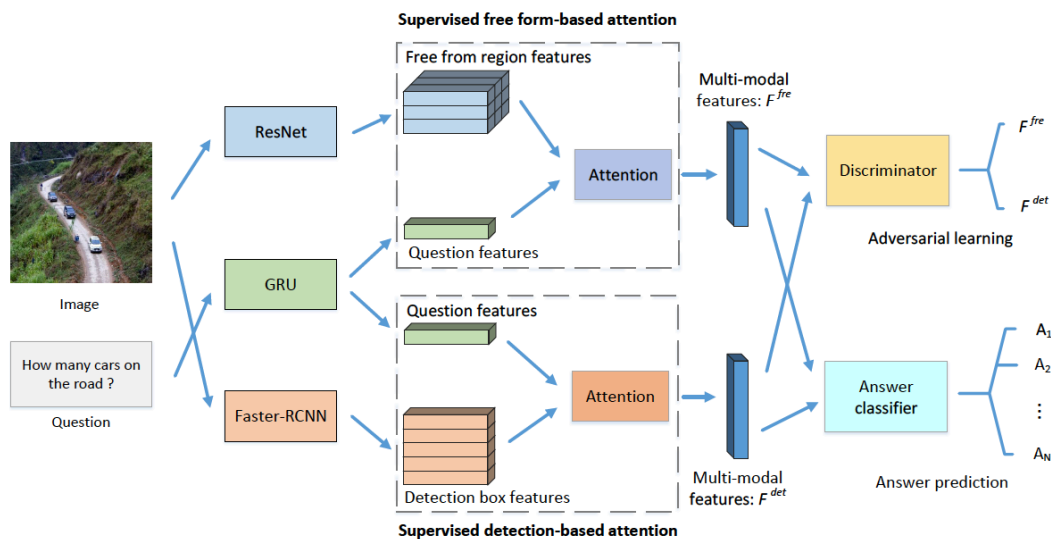 Supervised free form-based attention
Free from region features
ResNet
Attention
Question features
Multi-modal
features: F^fre
Discriminator
F^fre
F^det
Adversarial learning
Image
GRU
How many cars on
the road ?
Question
Faster-RCNN
Question features
Attention
Detection box features
Supervised detection-based attention
Multi-modal
features: F^det
Answer
classifier
A1
A2
⋮
AN
Answer prediction